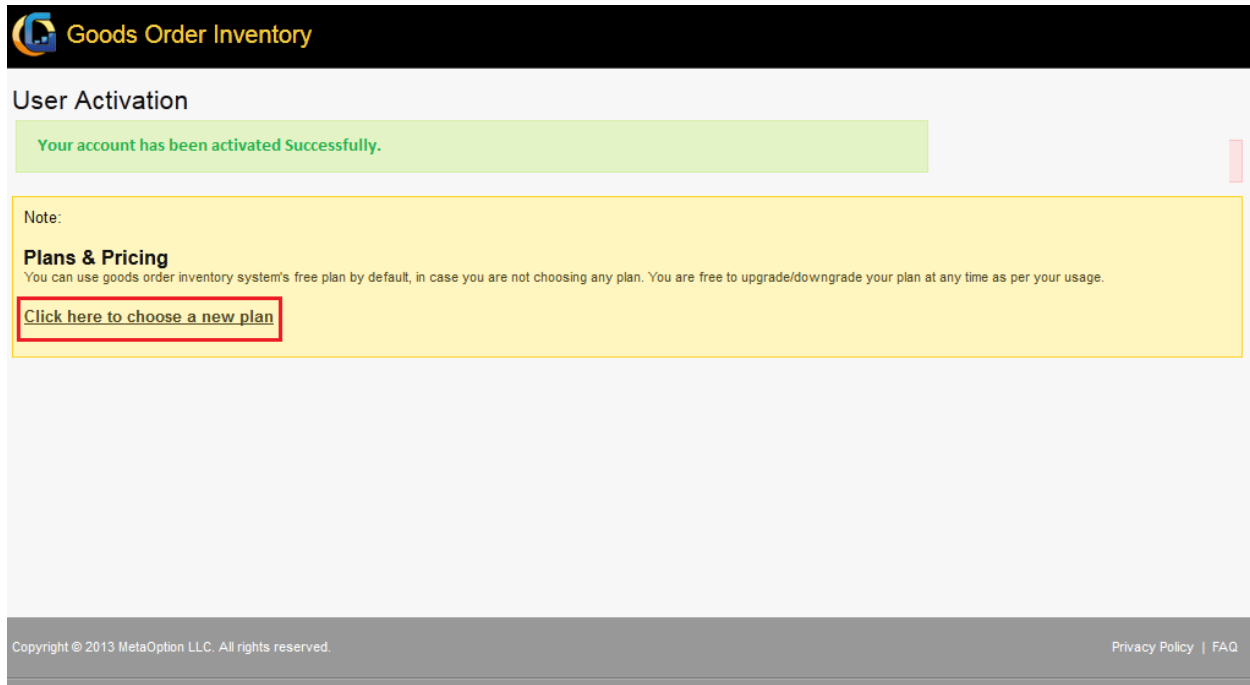 Goods Order Inventory
User Activation
Your account has been activated Successfully.
Note:
Plans & Pricing
You can use goods order inventory system's free plan by default, in case you are not choosing any plan. You are free to upgrade/downgrade your plan at any time as per your usage.
Click here to choose a new plan
Copyright © 2013 MetaOption LLC. All rights reserved.
Privacy Policy | FAQ